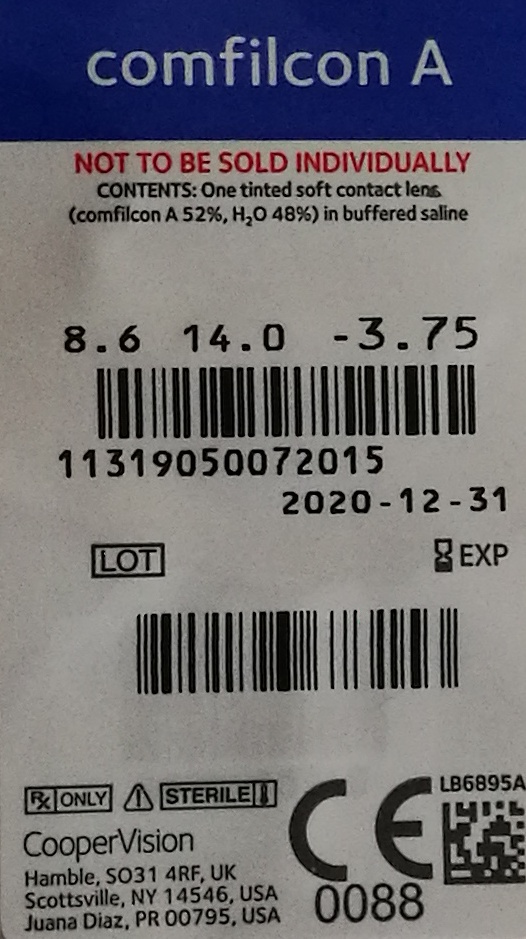 comfilcon A
NOT TO BE SOLD INDIVIDUALLY
CONTENTS: One tinted soft contact lens
(comfilcon A 52%, H₂O 48%) in buffered saline
8.6 14.0 -3.75
11319050072015
2020-12-31
LOT
EXP
Rx ONLY STERILE
LB6895A
CooperVision
Hamble, SO31 4RF, UK
Scottsville, NY 14546, USA
Juana Diaz, PR 00795, USA
CE
0088